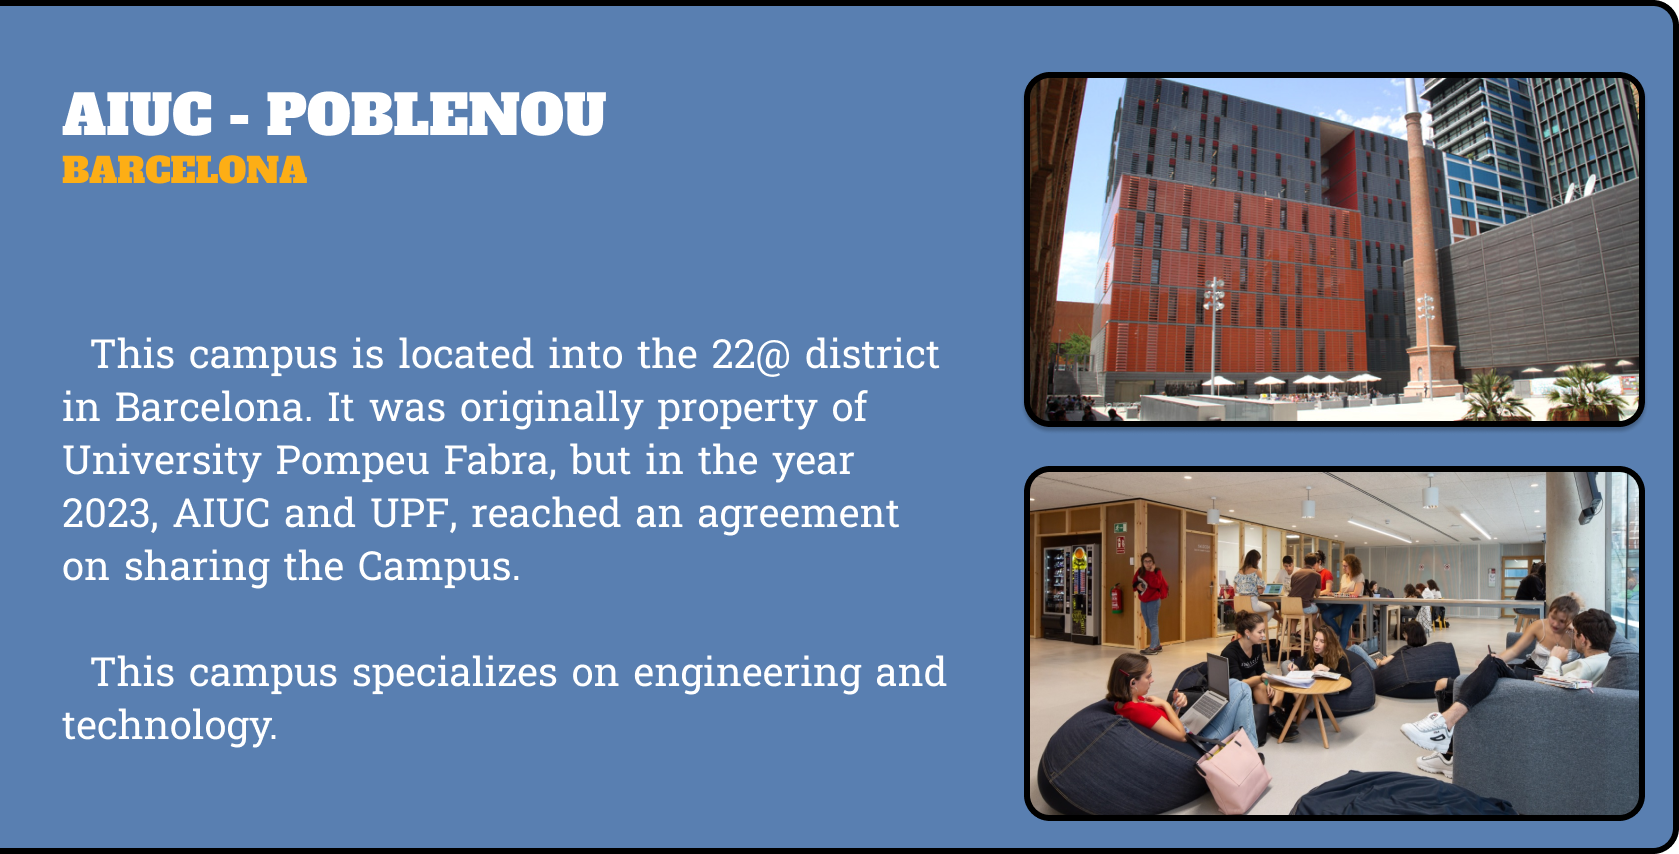 AIUC - POBLENOU
BARCELONA
This campus is located into the 22@ district
in Barcelona. It was originally property of
University Pompeu Fabra, but in the year
2023, AIUC and UPF, reached an agreement
on sharing the Campus.
This campus specializes on engineering and
technology.